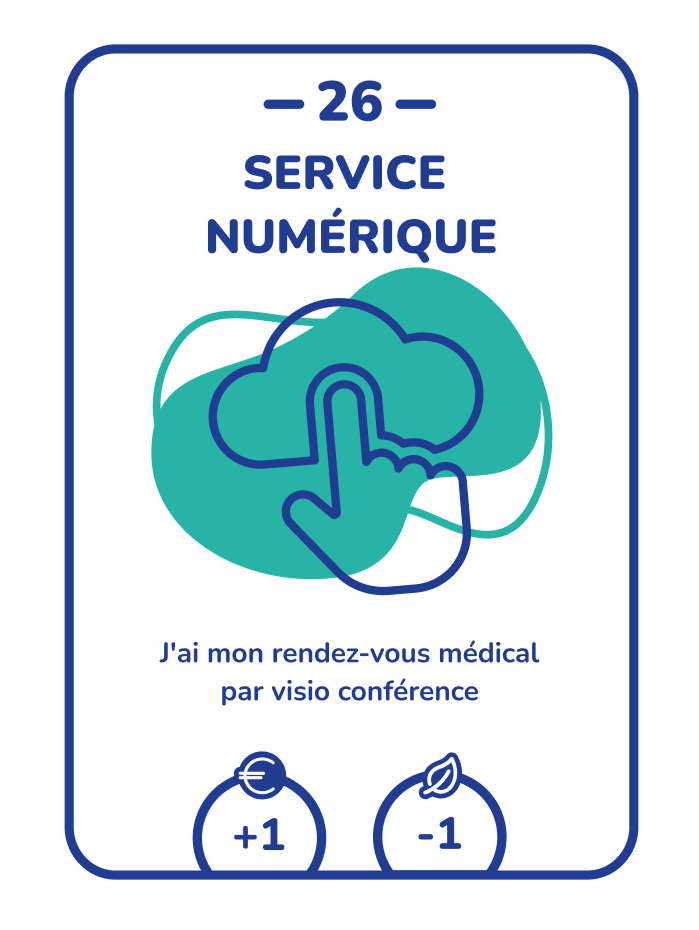 — 26 —
SERVICE
NUMÉRIQUE
J'ai mon rendez-vous médical
par visio conférence
€
+1 -1